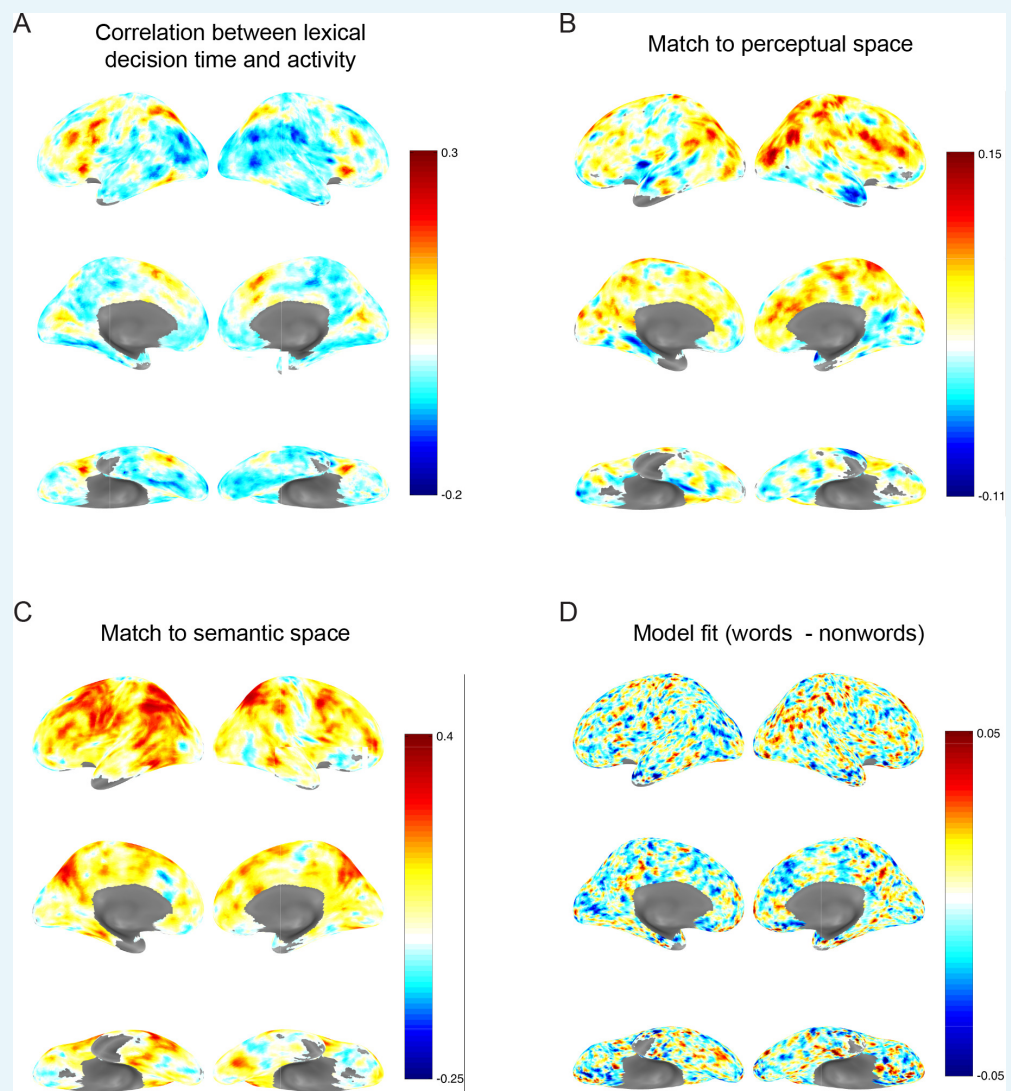 A
Correlation between lexical
decision time and activity
0.3
-0.2
B
Match to perceptual space
0.15
-0.11
C
Match to semantic space
0.4
-0.25
D
Model fit (words - nonwords)
0.05
-0.05